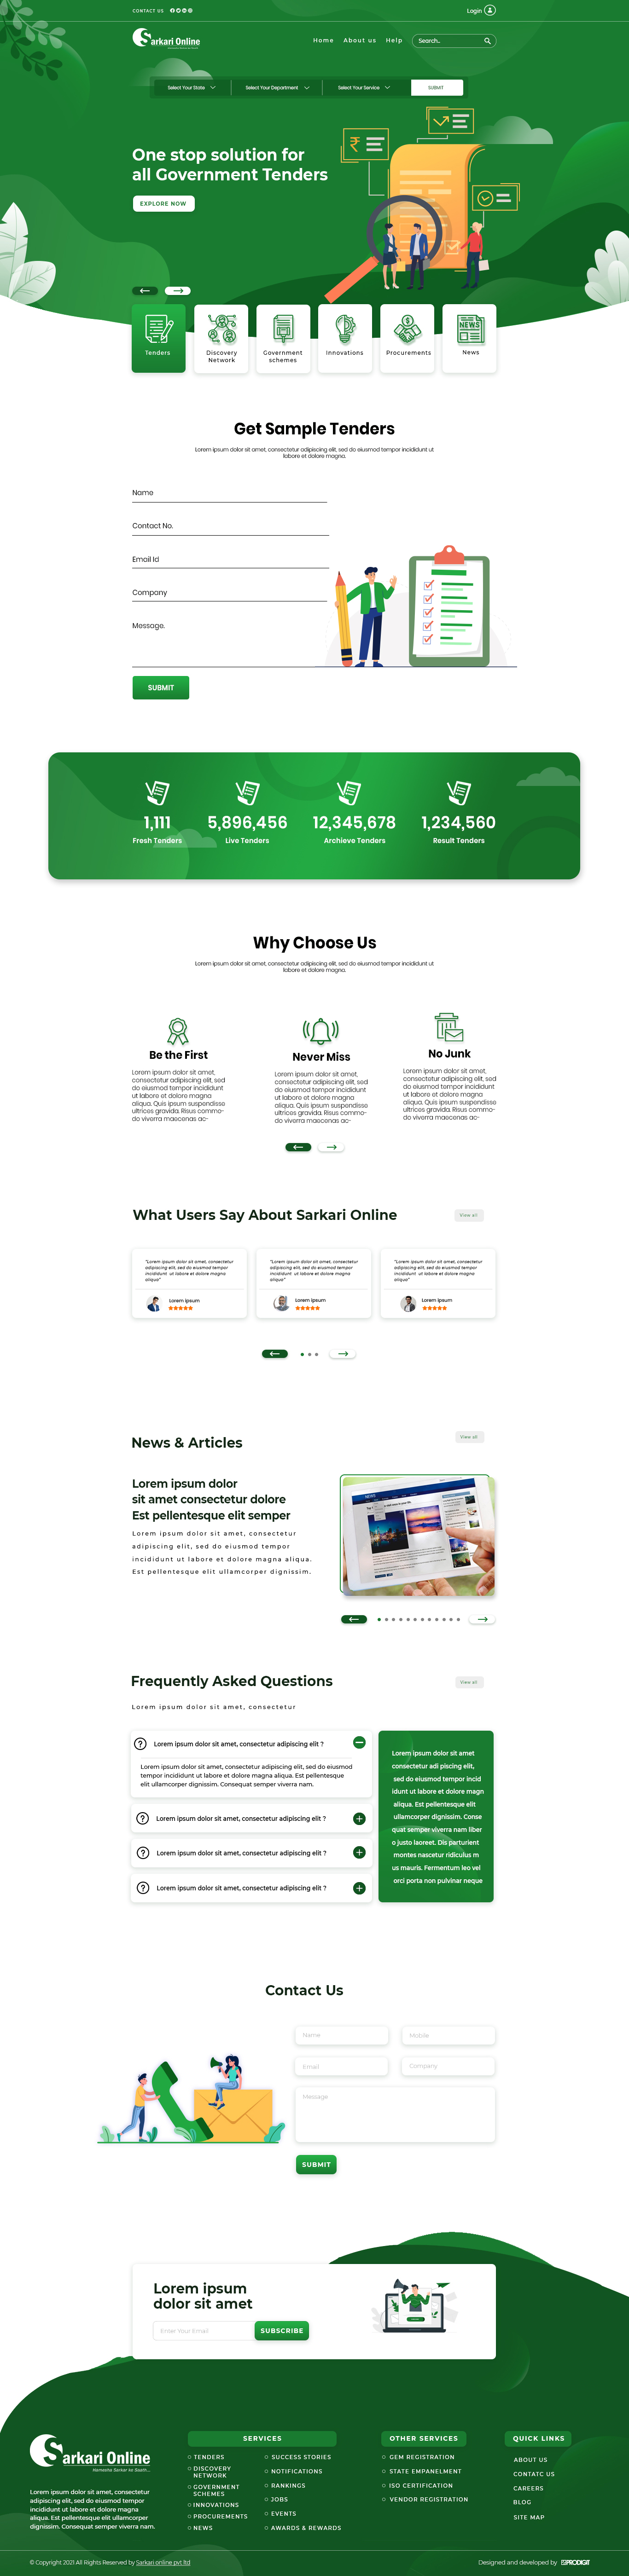 CONTACT US
Login
Sarkari Online
Home
About us
Help
Search..
Select Your State
Select Your Department
Select Your Service
SUBMIT
One stop solution for
all Government Tenders
EXPLORE NOW
Tenders
Discovery
Network
Government
schemes
Innovations
Procurements
NEWS
News
Get Sample Tenders
Lorem ipsum dolor sit amet, consectetur adipiscing elit, sed do eiusmod tempor incididunt ut
labore et dolore magna.
Name
Contact No.
Email Id
Company
Message.
SUBMIT
1,111
Fresh Tenders
5,896,456
Live Tenders
12,345,678
Archieve Tenders
1,234,560
Result Tenders
Why Choose Us
Lorem ipsum dolor sit amet, consectetur adipiscing elit, sed do eiusmod tempor incididunt ut
labore et dolore magna.
Be the First
Lorem ipsum dolor sit amet,
consectetur adipiscing elit, sed
do eiusmod tempor incididunt
ut labore et dolore magna
aliqua. Quis ipsum suspendisse
ultrices gravida. Risus commo-
do viverra maecenas ac-
Never Miss
Lorem ipsum dolor sit amet,
consectetur adipiscing elit, sed
do eiusmod tempor incididunt
ut labore et dolore magna
aliqua. Quis ipsum suspendisse
ultrices gravida. Risus commo-
do viverra maecenas ac-
No Junk
Lorem ipsum dolor sit amet,
consectetur adipiscing elit, sed
do eiusmod tempor incididunt
ut labore et dolore magna
aliqua. Quis ipsum suspendisse
ultrices gravida. Risus commo-
do viverra maecenas ac-
What Users Say About Sarkari Online
View all
"Lorem ipsum dolor sit amet, consectetur
adipiscing elit, sed do eiusmod tempor
incididunt ut labore et dolore magna
aliqua"
Lorem ipsum
"Lorem ipsum dolor sit amet, consectetur
adipiscing elit, sed do eiusmod tempor
incididunt ut labore et dolore magna
aliqua"
Lorem ipsum
"Lorem ipsum dolor sit amet, consectetur
adipiscing elit, sed do eiusmod tempor
incididunt ut labore et dolore magna
aliqua"
Lorem ipsum
News & Articles
View all
Lorem ipsum dolor
sit amet consectetur dolore
Est pellentesque elit semper
Lorem ipsum dolor sit amet, consectetur
adipiscing elit, sed do eiusmod tempor
incididunt ut labore et dolore magna aliqua.
Est pellentesque elit ullamcorper dignissim.
Frequently Asked Questions
View all
Lorem ipsum dolor sit amet, consectetur
Lorem ipsum dolor sit amet, consectetur adipiscing elit ?
Lorem ipsum dolor sit amet, consectetur adipiscing elit, sed do eiusmod
tempor incididunt ut labore et dolore magna aliqua. Est pellentesque
elit ullamcorper dignissim. Consequat semper viverra nam.
Lorem ipsum dolor sit amet, consectetur adipiscing elit ?
Lorem ipsum dolor sit amet, consectetur adipiscing elit ?
Lorem ipsum dolor sit amet, consectetur adipiscing elit ?
Lorem ipsum dolor sit amet
consectetur adi piscing elit,
sed do eiusmod tempor incid
idunt ut labore et dolore magn
aliqua. Est pellentesque elit
ullamcorper dignissim. Conse
quat semper viverra nam liber
o justo laoreet. Dis parturient
montes nascetur ridiculus m
us mauris. Fermentum leo vel
orci porta non pulvinar neque
Contact Us
Name
Mobile
Email
Company
Message
SUBMIT
Lorem ipsum
dolor sit amet
Enter Your Email
SUBSCRIBE
Sarkari Online
Hamesha Sarkar ke Saath...
Lorem ipsum dolor sit amet, consectetur
adipiscing elit, sed do eiusmod tempor
incididunt ut labore et dolore magna
aliqua. Est pellentesque elit ullamcorper
dignissim. Consequat semper viverra nam.
SERVICES
TENDERS
DISCOVERY
NETWORK
GOVERNMENT
SCHEMES
INNOVATIONS
PROCUREMENTS
NEWS
SUCCESS STORIES
NOTIFICATIONS
RANKINGS
JOBS
EVENTS
AWARDS & REWARDS
OTHER SERVICES
GEM REGISTRATION
STATE EMPANELMENT
ISO CERTIFICATION
VENDOR REGISTRATION
QUICK LINKS
ABOUT US
CONTATC US
CAREERS
BLOG
SITE MAP
© Copyright 2021 All Rights Reserved by Sarkari online pvt ltd
Designed and developed by PRODIGIT